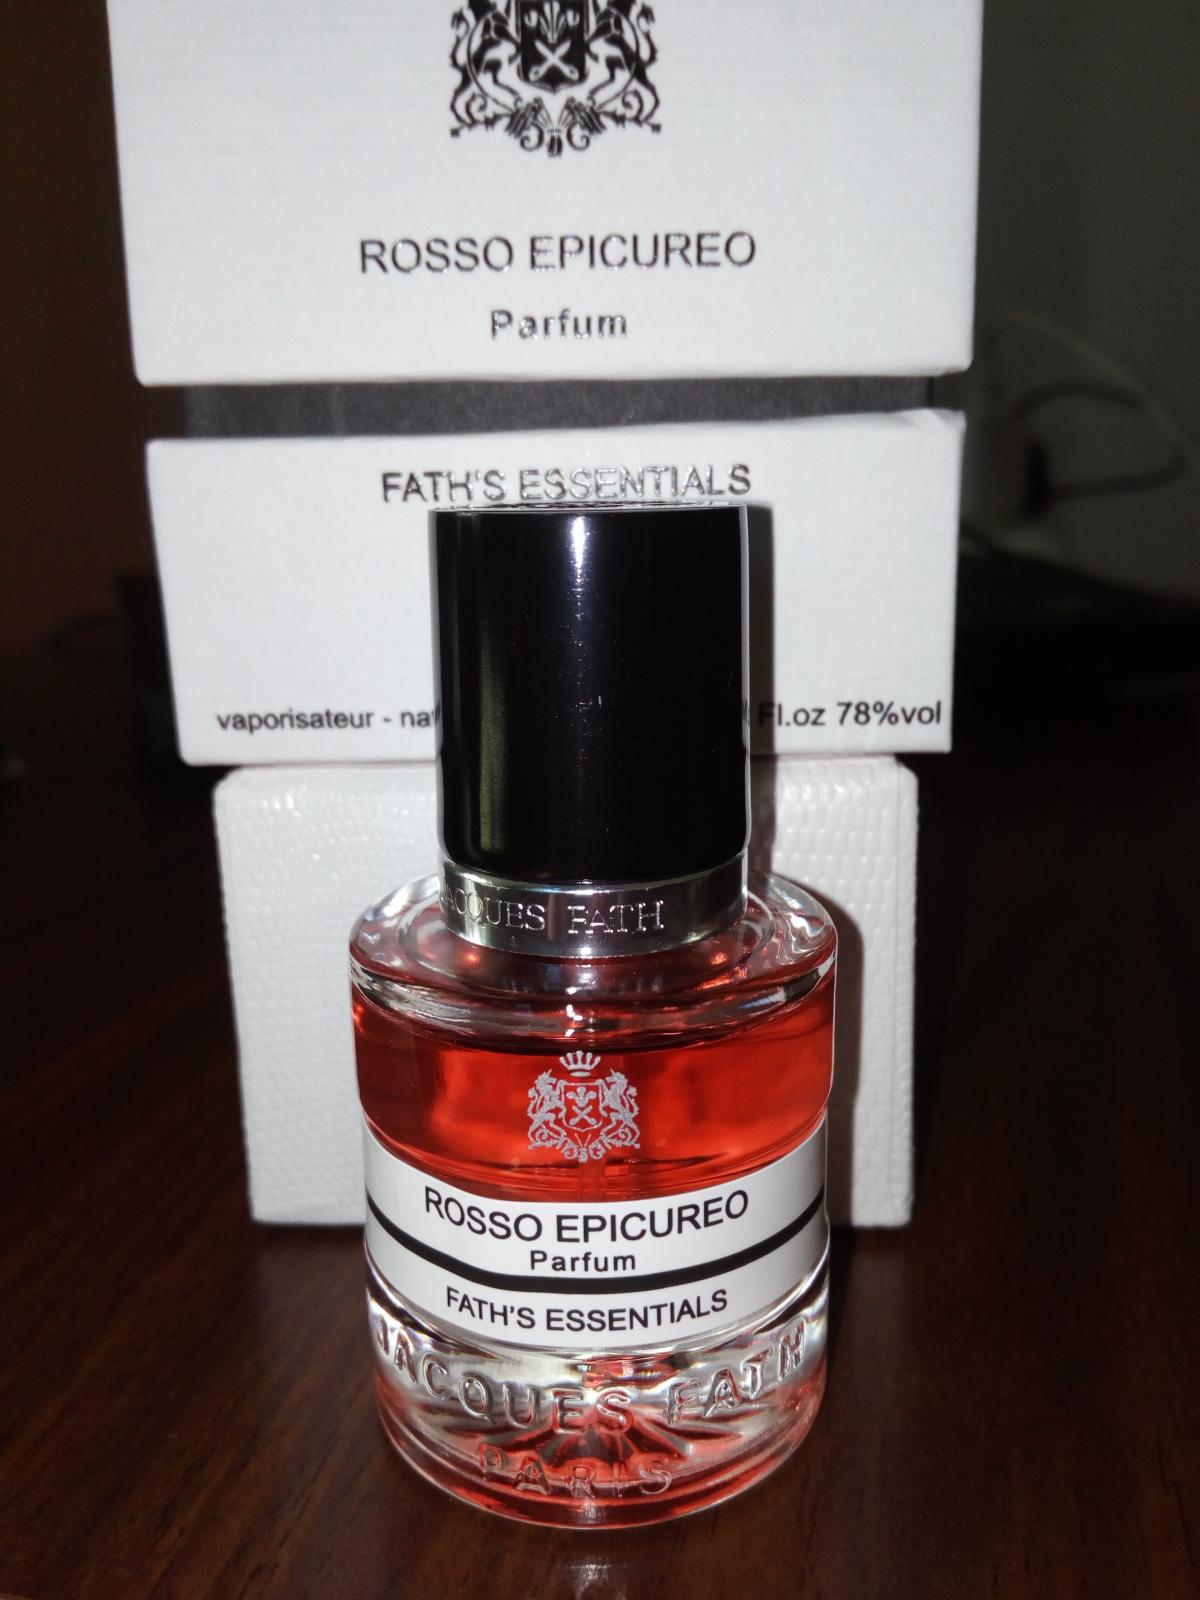 ROSSO EPICUREO
Parfum
FATH'S ESSENTIALS
vaporisateur - Fl.oz 78%vol
JACQUES FATH
ROSSO EPICUREO
Parfum
FATH'S ESSENTIALS
JACQUES FATH
PARIS